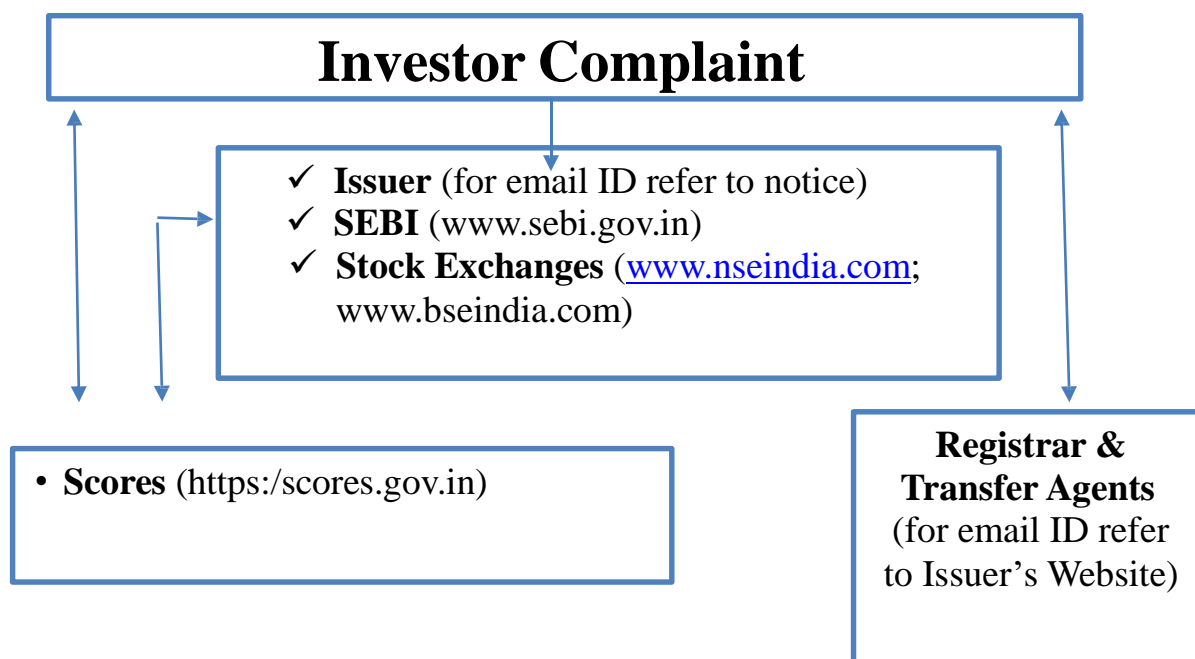 Investor Complaint
✓ Issuer (for email ID refer to notice)
✓ SEBI (www.sebi.gov.in)
✓ Stock Exchanges (www.nseindia.com;
www.bseindia.com)
• Scores (https:/scores.gov.in)
Registrar &
Transfer Agents
(for email ID refer
to Issuer’s Website)